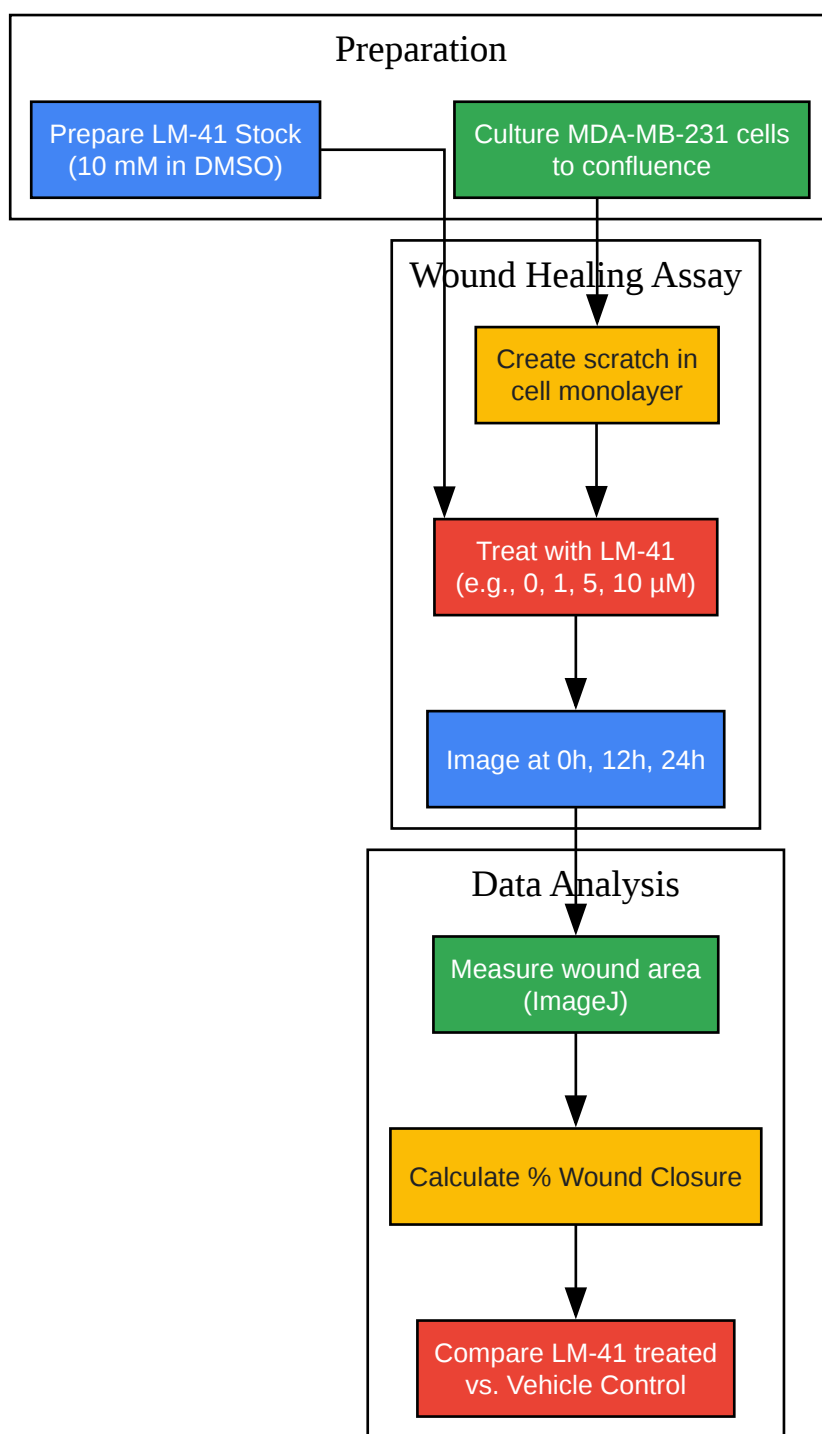 Preparation
Prepare LM-41 Stock
(10 mM in DMSO)
Culture MDA-MB-231 cells
to confluence
Wound Healing Assay
Create scratch in
cell monolayer
Treat with LM-41
(e.g., 0, 1, 5, 10 µM)
Image at 0h, 12h, 24h
Data Analysis
Measure wound area
(ImageJ)
Calculate % Wound Closure
Compare LM-41 treated
vs. Vehicle Control